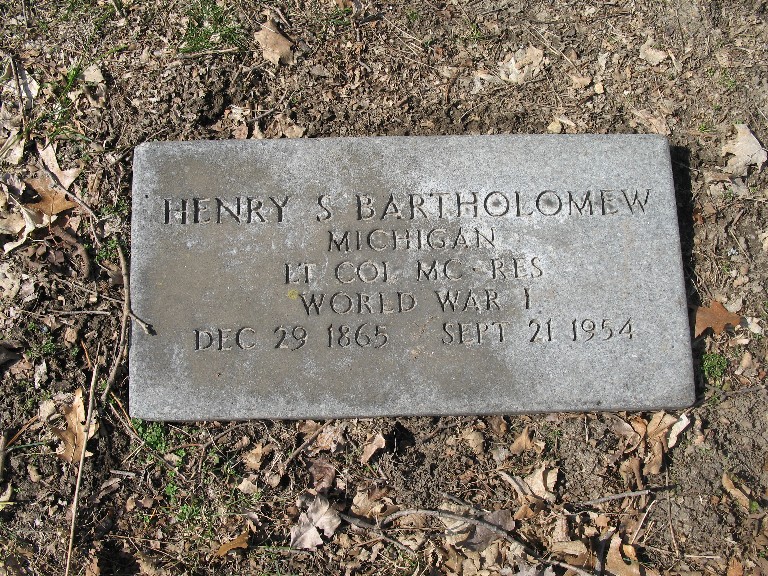 HENRY S BARTHOLOMEW
MICHIGAN
LT COL MC RES
WORLD WAR I
DEC 29 1865 SEPT 21 1954